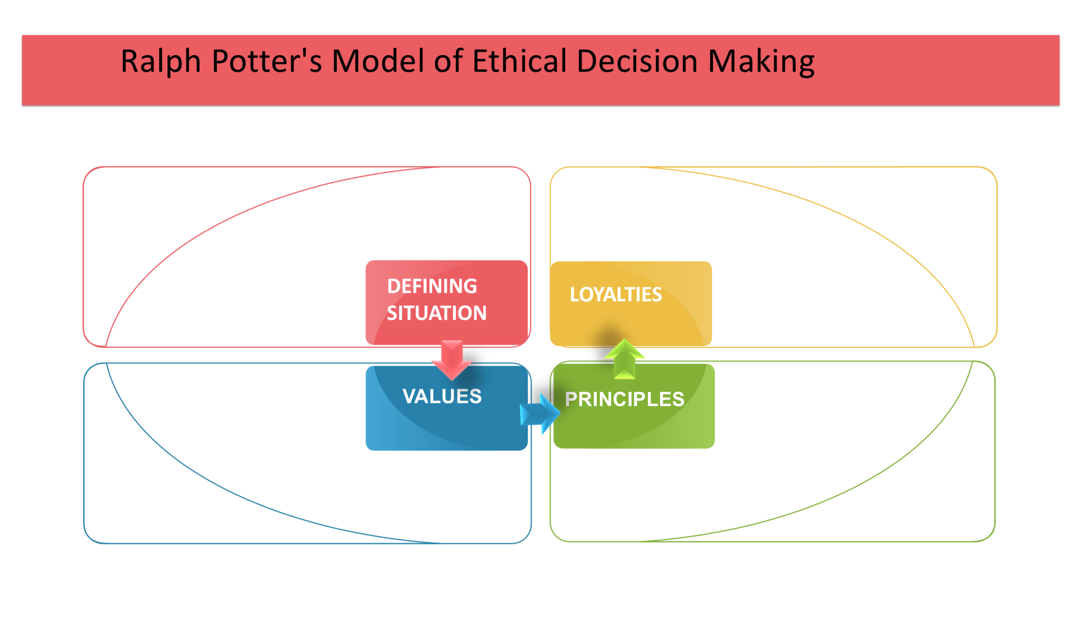 Ralph Potter's Model of Ethical Decision Making
DEFINING
SITUATION
LOYALTIES
VALUES
PRINCIPLES